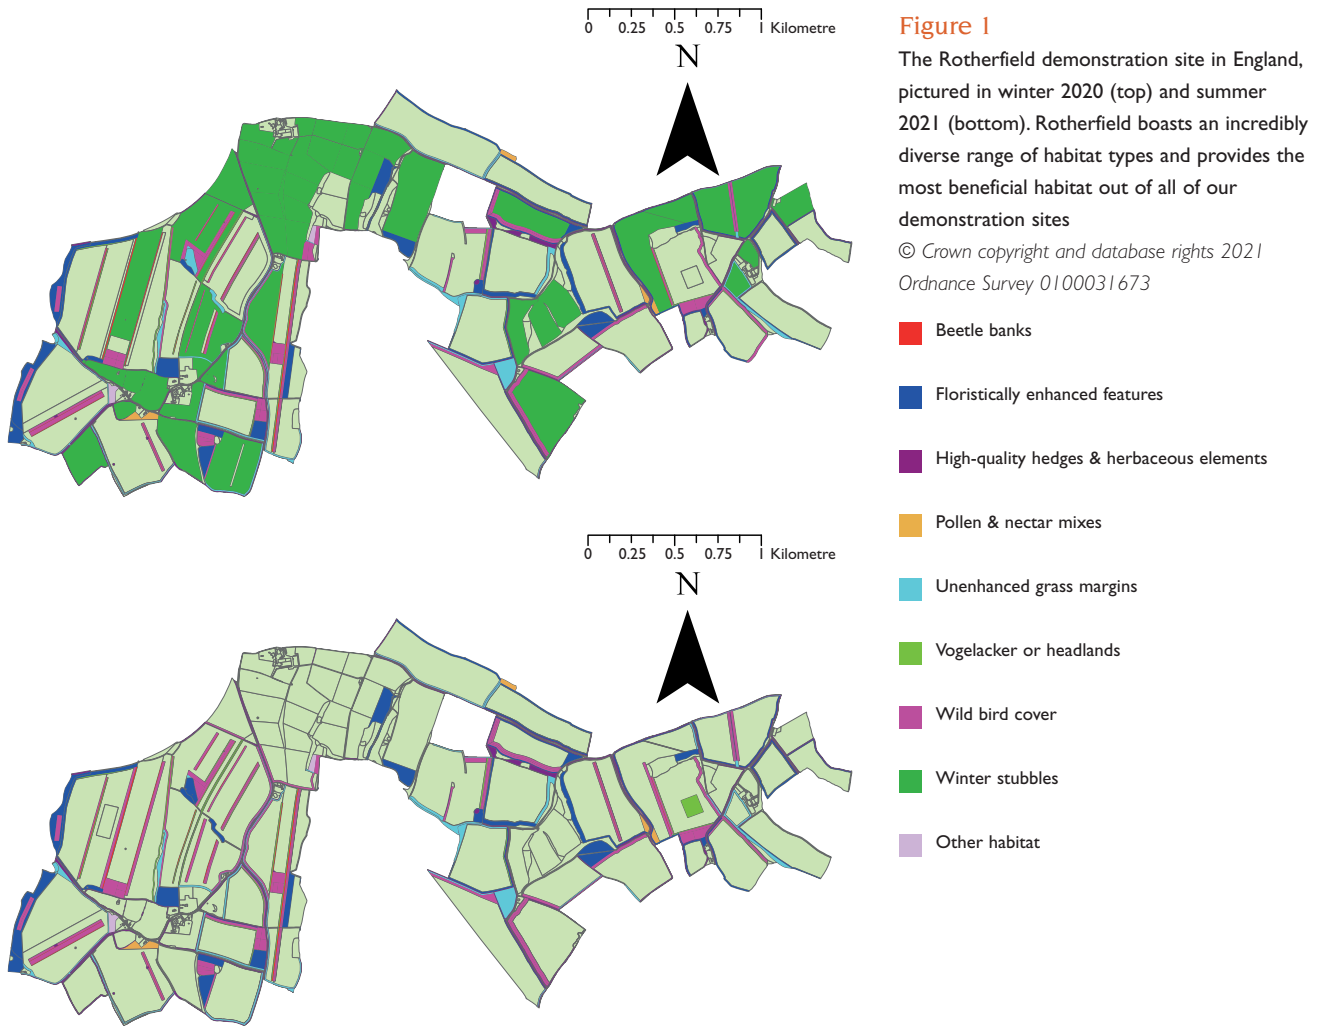 0 0.25 0.5 0.75 1 Kilometre
N
Figure 1
The Rotherfield demonstration site in England,
pictured in winter 2020 (top) and summer
2021 (bottom). Rotherfield boasts an incredibly
diverse range of habitat types and provides the
most beneficial habitat out of all of our
demonstration sites
© Crown copyright and database rights 2021
Ordnance Survey 0100031673
Beetle banks
Floristically enhanced features
High-quality hedges & herbaceous elements
Pollen & nectar mixes
Unenhanced grass margins
Vogelacker or headlands
Wild bird cover
Winter stubbles
Other habitat
0 0.25 0.5 0.75 1 Kilometre
N